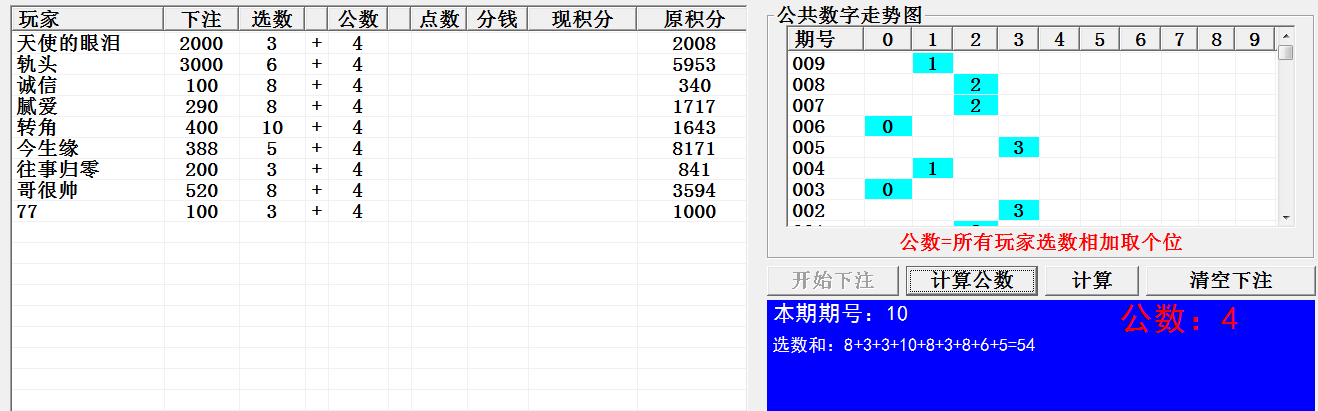 玩家 下注 选数 公数 点数 分钱 现积分 原积分
天使的眼泪 2000 3 + 4 2008
轨头 3000 6 + 4 5953
诚信 100 8 + 4 340
腻爱 290 8 + 4 1717
转角 400 10 + 4 1643
今生缘 388 5 + 4 8171
往事归零 200 3 + 4 841
哥很帅 520 8 + 4 3594
77 100 3 + 4 1000
公共数字走势图
期号 0 1 2 3 4 5 6 7 8 9
009 1
008 2
007 2
006 0
005 3
004 1
003 0
002 3
公数=所有玩家选数相加取个位
开始下注 计算公数 计算 清空下注
本期期号：10 公数：4
选数和：8+3+3+10+8+3+8+6+5=54